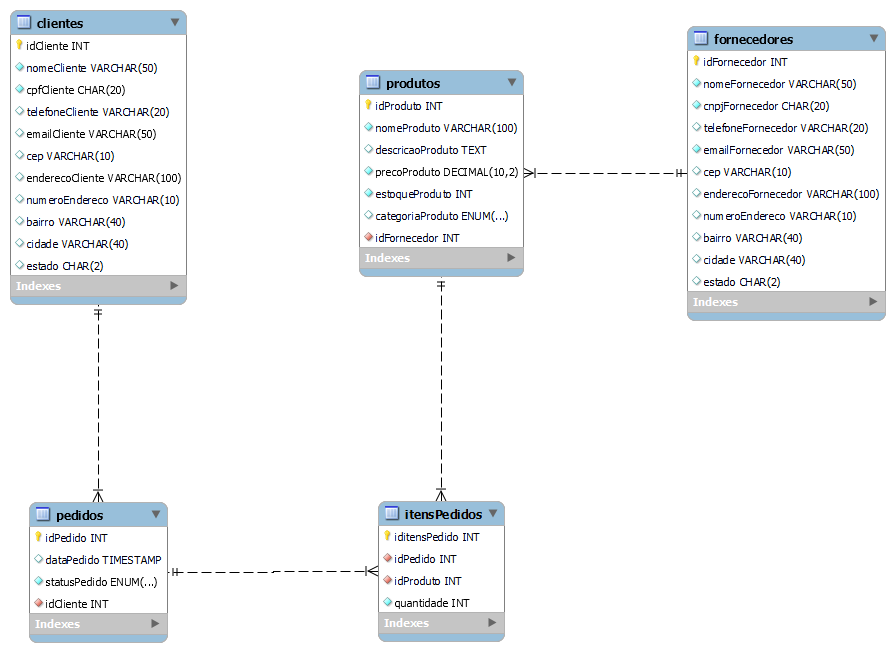 clientes
idCliente INT
nomeCliente VARCHAR(50)
cpfCliente CHAR(20)
telefoneCliente VARCHAR(20)
emailCliente VARCHAR(50)
cep VARCHAR(10)
enderecoCliente VARCHAR(100)
numeroEndereco VARCHAR(10)
bairro VARCHAR(40)
cidade VARCHAR(40)
estado CHAR(2)
Indexes
produtos
idProduto INT
nomeProduto VARCHAR(100)
descricaoProduto TEXT
precoProduto DECIMAL(10,2)
estoqueProduto INT
categoriaProduto ENUM(...)
idFornecedor INT
Indexes
fornecedores
idFornecedor INT
nomeFornecedor VARCHAR(50)
cnpjFornecedor CHAR(20)
telefoneFornecedor VARCHAR(20)
emailFornecedor VARCHAR(50)
cep VARCHAR(10)
enderecoFornecedor VARCHAR(100)
numeroEndereco VARCHAR(10)
bairro VARCHAR(40)
cidade VARCHAR(40)
estado CHAR(2)
Indexes
pedidos
idPedido INT
dataPedido TIMESTAMP
statusPedido ENUM(...)
idCliente INT
Indexes
itensPedidos
iditensPedido INT
idPedido INT
idProduto INT
quantidade INT
Indexes